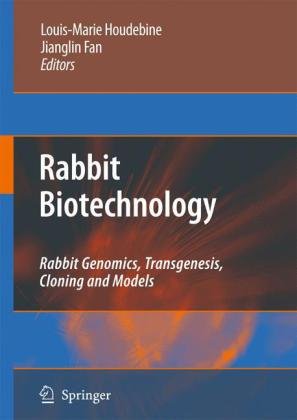 Louis-Marie Houdebine
Jianglin Fan
Editors
Rabbit
Biotechnology
Rabbit Genomics, Transgenesis,
Cloning and Models
Springer